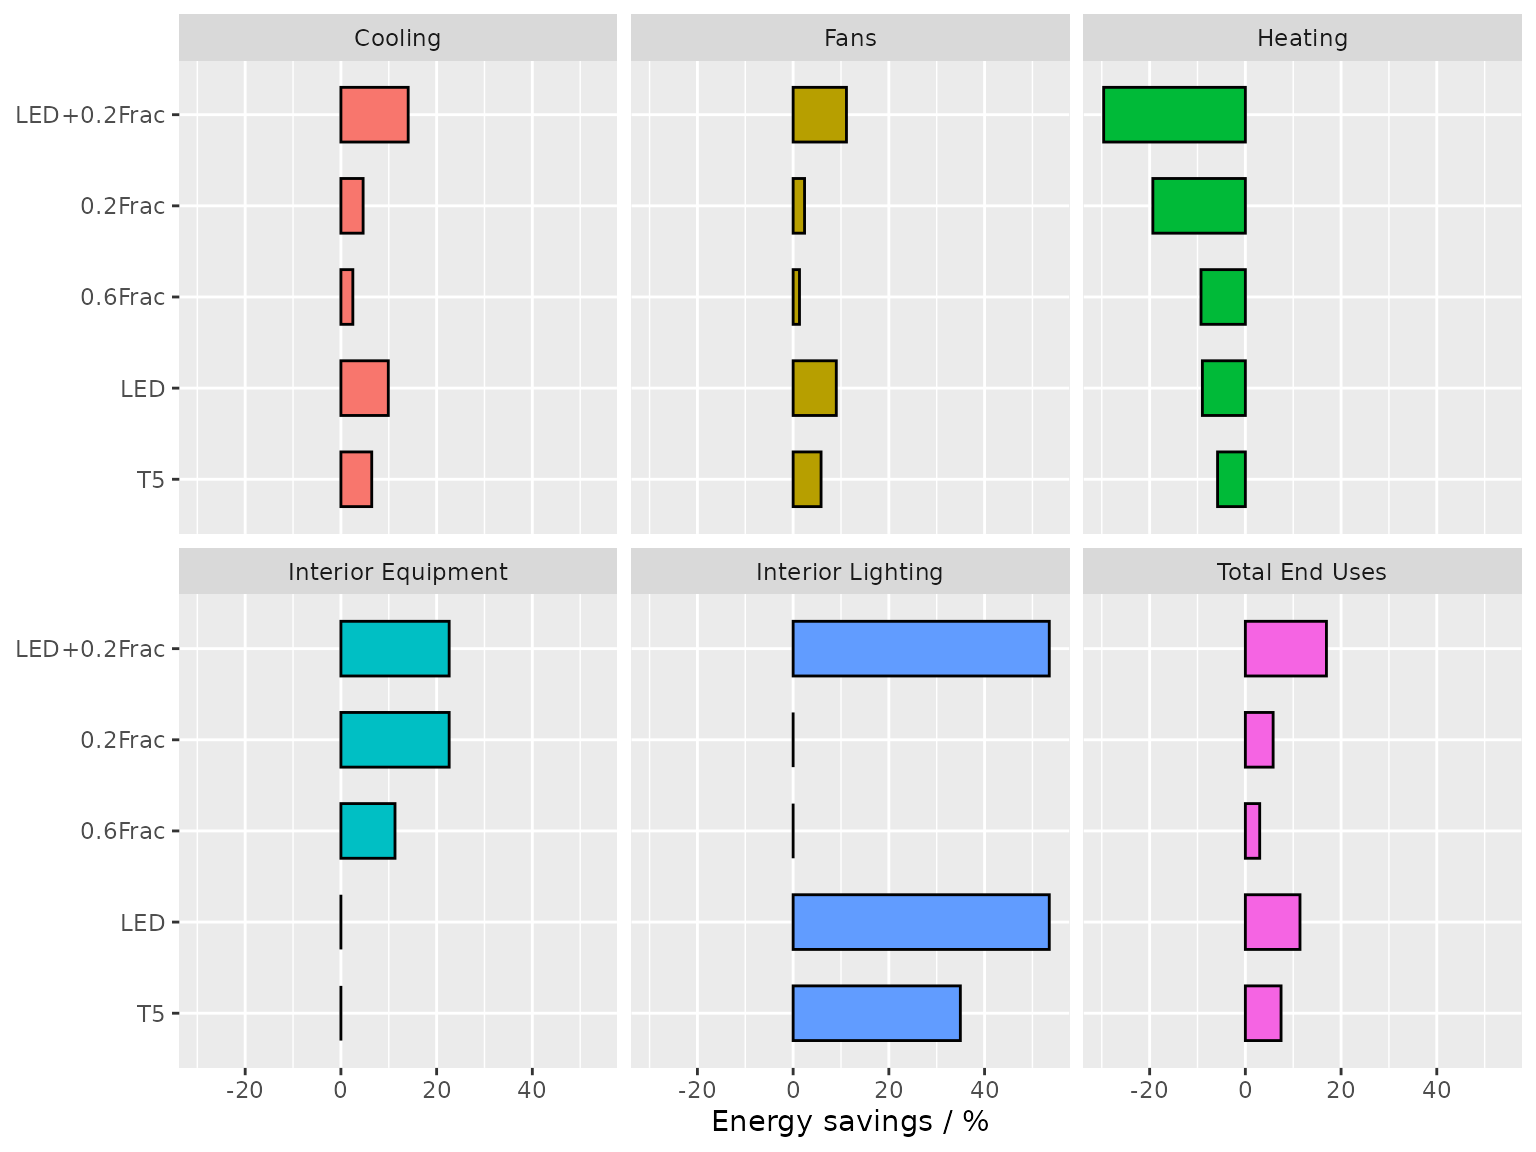 Cooling Fans Heating
LED+0.2Frac
0.2Frac
0.6Frac
LED
T5
Interior Equipment Interior Lighting Total End Uses
LED+0.2Frac
0.2Frac
0.6Frac
LED
T5
-20 0 20 40 -20 0 20 40 -20 0 20 40
Energy savings / %